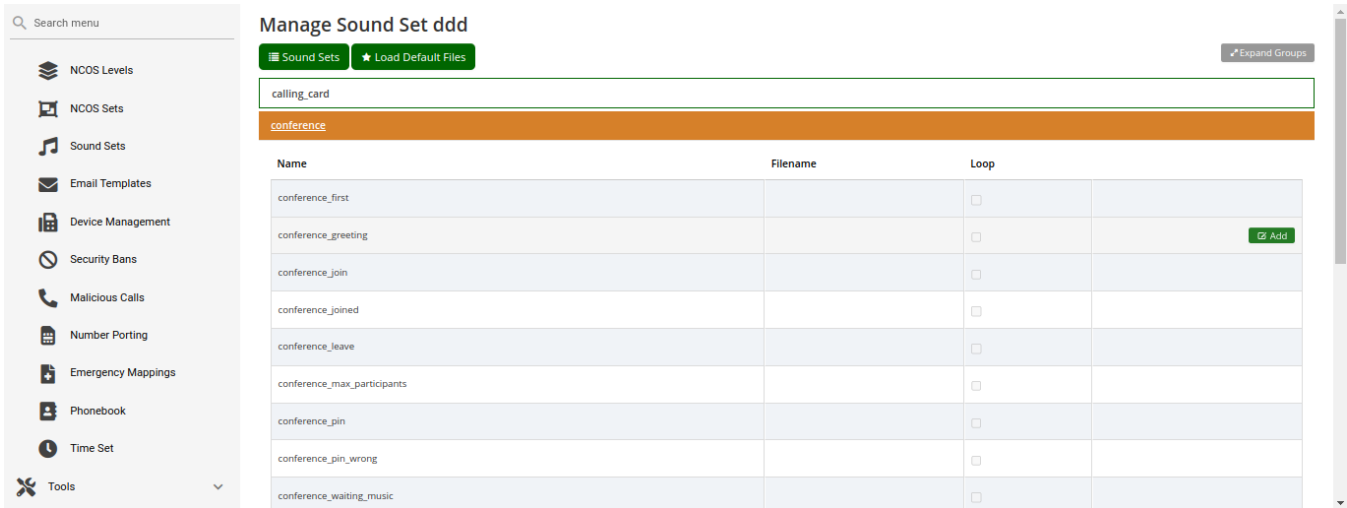 Search menu
NCOS Levels
NCOS Sets
Sound Sets
Email Templates
Device Management
Security Bans
Malicious Calls
Number Porting
Emergency Mappings
Phonebook
Time Set
Tools
Manage Sound Set ddd
Sound Sets Load Default Files Expand Groups
calling_card
conference
Name Filename Loop
conference_first
conference_greeting Add
conference_join
conference_joined
conference_leave
conference_max_participants
conference_pin
conference_pin_wrong
conference_waiting_music